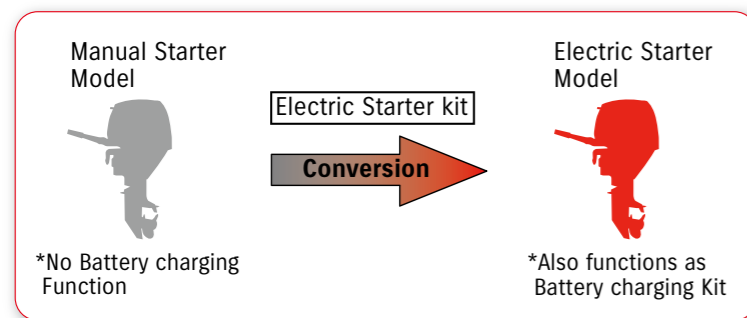 Manual Starter
Model
Electric Starter kit
Conversion
Electric Starter
Model
*No Battery charging
Function
*Also functions as
Battery charging Kit